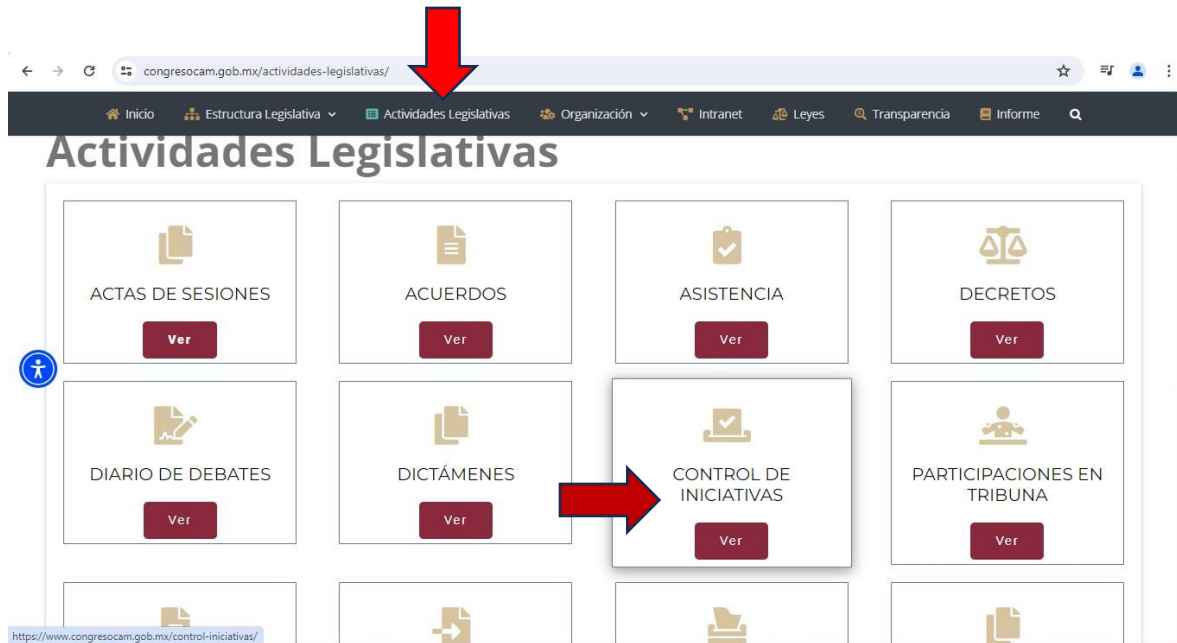 congresocam.gob.mx/actividades-legislativas/
Inicio
Estructura Legislativa
Actividades Legislativas
Organización
Intranet
Leyes
Transparencia
Informe
Actividades Legislativas
ACTAS DE SESIONES
Ver
ACUERDOS
Ver
ASISTENCIA
Ver
DECRETOS
Ver
DIARIO DE DEBATES
Ver
DICTÁMENES
Ver
CONTROL DE
INICIATIVAS
Ver
PARTICIPACIONES EN
TRIBUNA
Ver
https://www.congresocam.gob.mx/control-iniciativas/